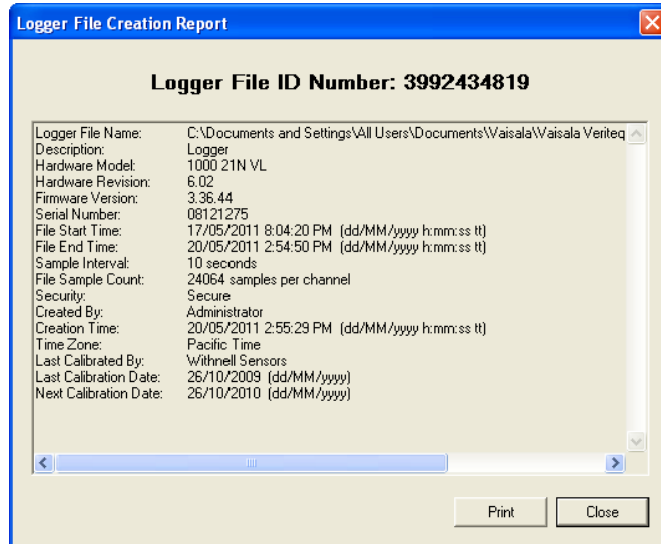 Logger File Creation Report
Logger File ID Number: 3992434819
Logger File Name: C:\Documents and Settings\All Users\Documents\Vaisala\Vaisala Veriteq
Description: Logger
Hardware Model: 1000 21N VL
Hardware Revision: 6.02
Firmware Version: 3.36.44
Serial Number: 08121275
File Start Time: 17/05/2011 8:04:20 PM (dd/MM/yyyy h:mm:ss tt)
File End Time: 20/05/2011 2:54:50 PM (dd/MM/yyyy h:mm:ss tt)
Sample Interval: 10 seconds
File Sample Count: 24064 samples per channel
Security: Secure
Created By: Administrator
Creation Time: 20/05/2011 2:55:29 PM (dd/MM/yyyy h:mm:ss tt)
Time Zone: Pacific Time
Last Calibrated By: Withnell Sensors
Last Calibration Date: 26/10/2009 (dd/MM/yyyy)
Next Calibration Date: 26/10/2010 (dd/MM/yyyy)
Print Close